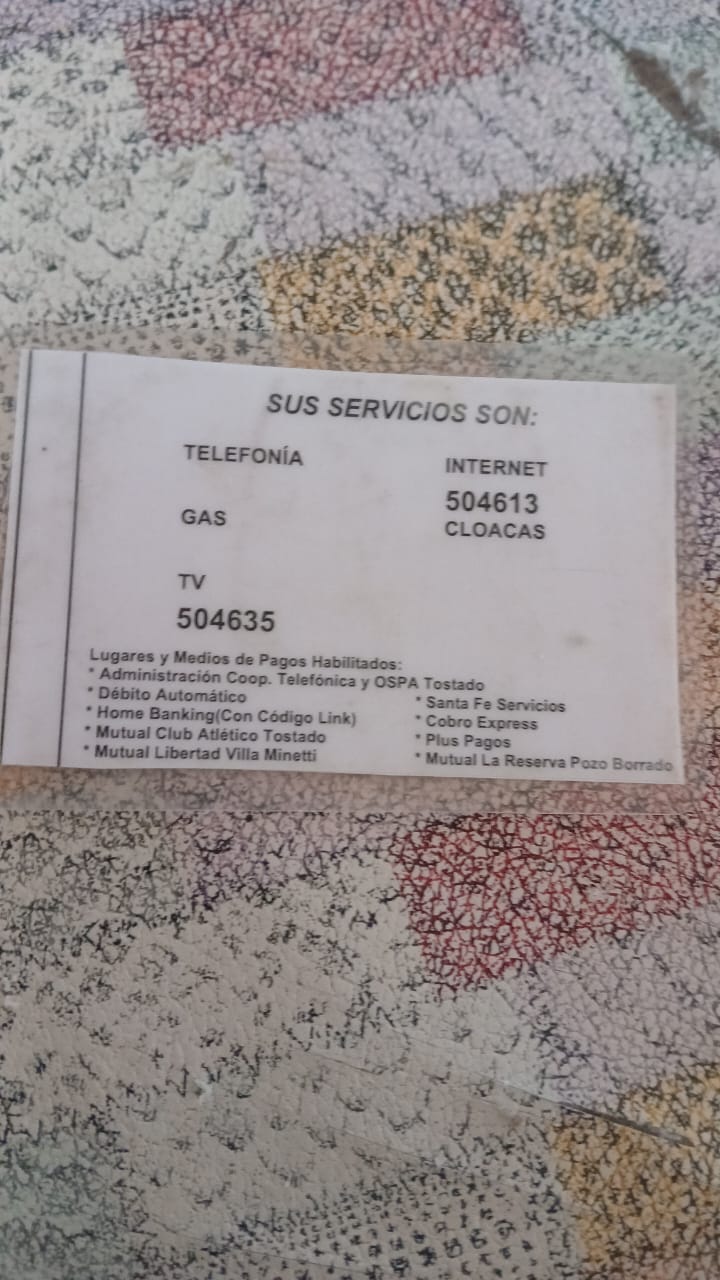 SUS SERVICIOS SON:
TELEFONÍA
INTERNET
504613
GAS
CLOACAS
TV
504635
Lugares y Medios de Pagos Habilitados:
* Administración Coop. Telefónica y OSPA Tostado
* Débito Automático
* Home Banking(Con Código Link)
* Mutual Club Atlético Tostado
* Mutual Libertad Villa Minetti
* Santa Fe Servicios
* Cobro Express
* Plus Pagos
* Mutual La Reserva Pozo Borrado